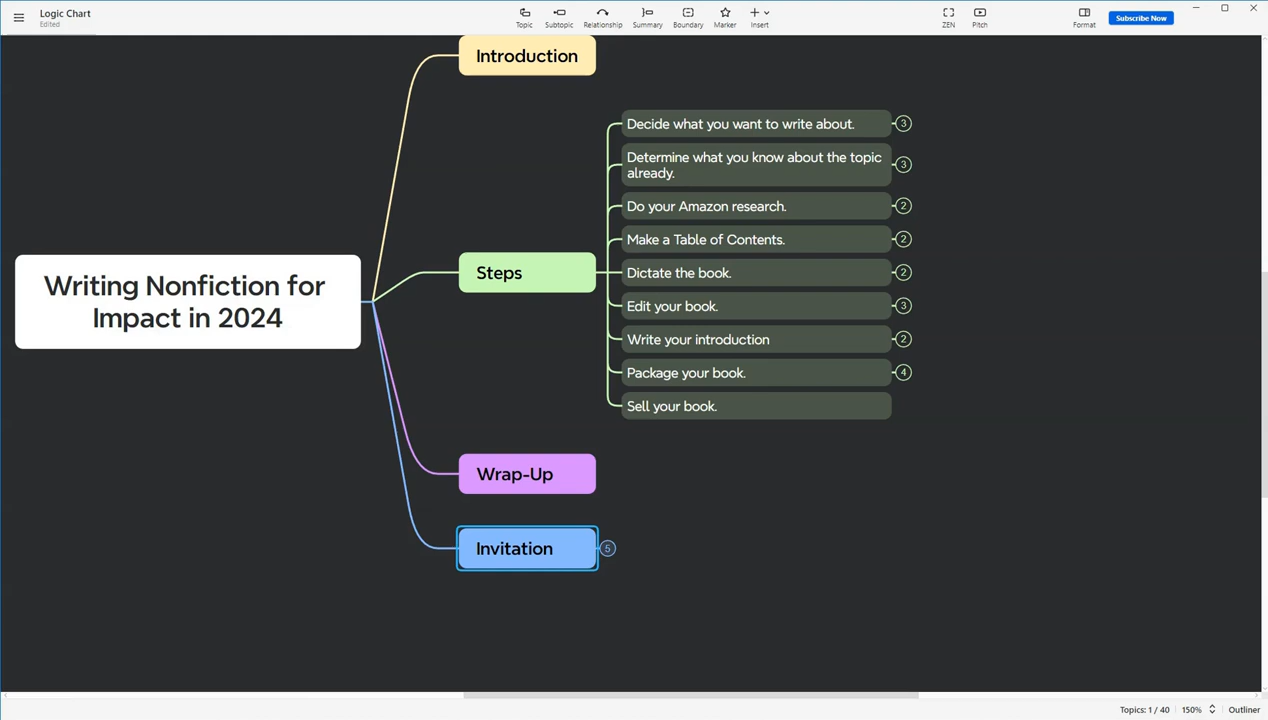 Logic Chart
Edited
Topic
Subtopic
Relationship
Summary
Boundary
Marker
Insert
ZEN
Pitch
Format
Subscribe Now
Introduction
Decide what you want to write about.
3
Determine what you know about the topic
already.
3
Do your Amazon research.
2
Make a Table of Contents.
2
Writing Nonfiction for
Impact in 2024
Steps
Dictate the book.
2
Edit your book.
3
Write your introduction
2
Package your book.
4
Sell your book.
Wrap-Up
Invitation
5
Topics: 1 / 40
150%
Outliner